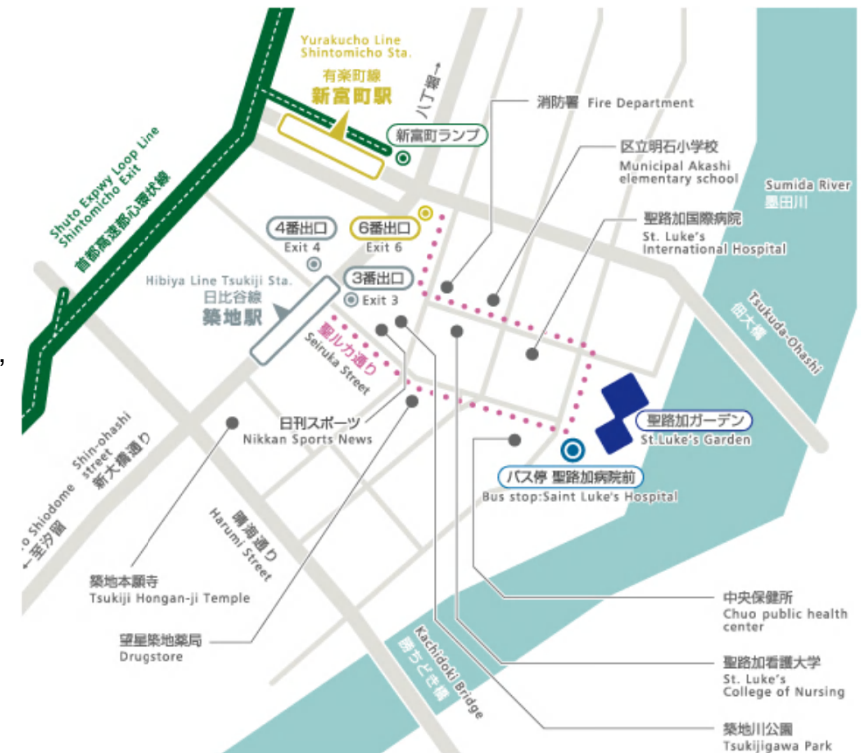 Yurakucho Line
Shintomicho Sta.
有楽町線
新富町駅
八丁堀→
新富町ランプ
消防署 Fire Department
区立明石小学校
Municipal Akashi
elementary school
Sumida River
墨田川
聖路加国際病院
St. Luke's
International Hospital
Shuto Expwy Loop Line
Shintomicho Exit
首都高速都心環状線
4番出口
Exit 4
6番出口
Exit 6
3番出口
Exit 3
Hibiya Line Tsukiji Sta.
日比谷線
築地駅
聖ルカ通り
Seiruka Street
Tsukuda-Ohashi
佃大橋
,
日刊スポーツ
Nikkan Sports News
聖路加ガーデン
St.Luke's Garden
バス停 聖路加病院前
Bus stop:Saint Luke's Hospital
Shin-ohashi
street
新大橋通り
o Shiodome
←至汐留
晴海通り
Harumi Street
築地本願寺
Tsukiji Hongan-ji Temple
望星築地薬局
Drugstore
Kachidoki Bridge
勝ちどき橋
中央保健所
Chuo public health
center
聖路加看護大学
St. Luke's
College of Nursing
築地川公園
Tsukijigawa Park